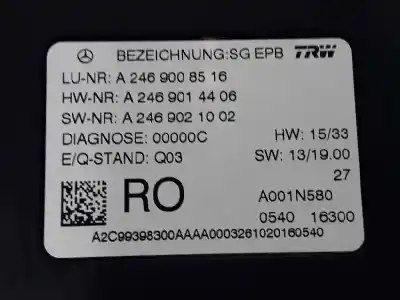 BEZEICHNUNG:SG EPB TRW
LU-NR: A 246 900 85 16
HW-NR: A 246 901 44 06
SW-NR: A 246 902 10 02
DIAGNOSE: 00000C HW: 15/33
E/Q-STAND: Q03 SW: 13/19.00
27
RO A001N580
0540 16300
A2C99398300AAAA0003261020160540